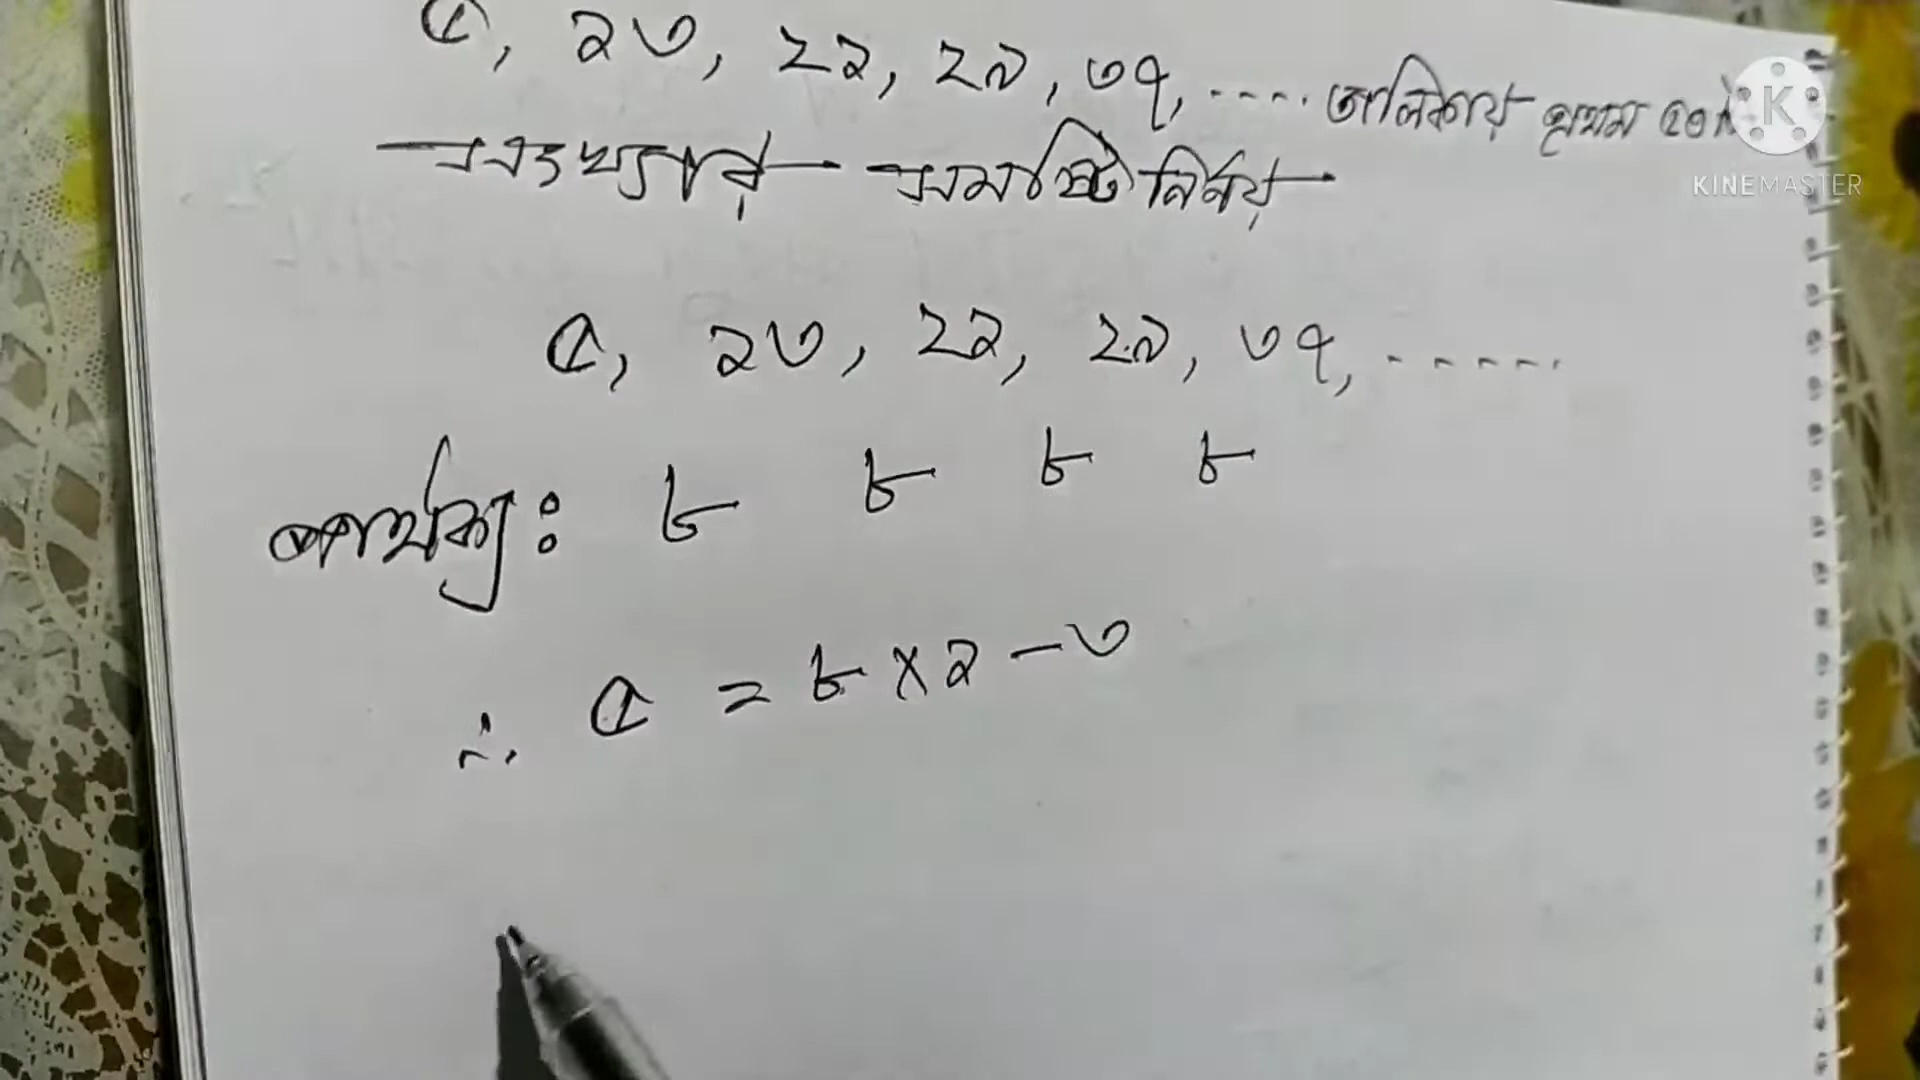 ৫, ১৩, ২১, ২৯, ৩৭, .... তালিকার প্রথম ৫০টি
সংখ্যার সমষ্টি নির্ণয়
৫, ১৩, ২১, ২৯, ৩৭, .....
পার্থক্য: ৮ ৮ ৮ ৮
∴ ৫ = ৮ × ১ - ৩
KINEMASTER